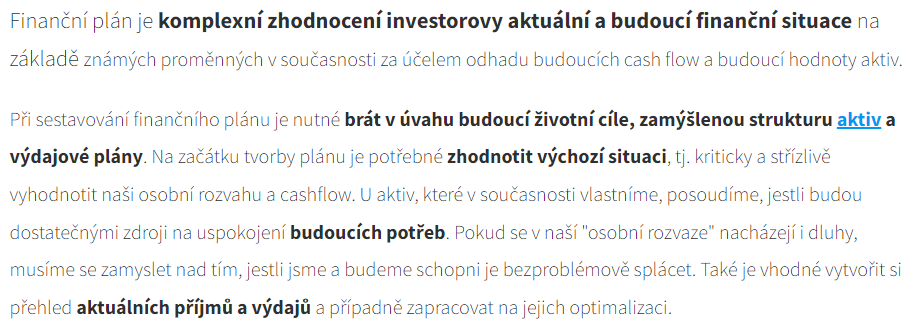 Finanční plán je komplexní zhodnocení investorovy aktuální a budoucí finanční situace na
základě známých proměnných v současnosti za účelem odhadu budoucích cash flow a budoucí hodnoty aktiv.
Při sestavování finančního plánu je nutné brát v úvahu budoucí životní cíle, zamýšlenou strukturu aktiv a
výdajové plány. Na začátku tvorby plánu je potřebné zhodnotit výchozí situaci, tj. kriticky a střízlivě
vyhodnotit naši osobní rozvahu a cashflow. U aktiv, které v současnosti vlastníme, posoudíme, jestli budou
dostatečnými zdroji na uspokojení budoucích potřeb. Pokud se v naší "osobní rozvaze" nacházejí i dluhy,
musíme se zamyslet nad tím, jestli jsme a budeme schopni je bezproblémově splácet. Také je vhodné vytvořit si
přehled aktuálních příjmů a výdajů a případně zapracovat na jejich optimalizaci.